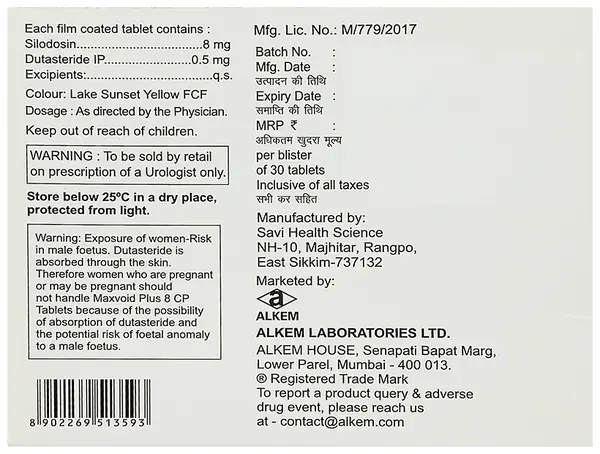 Each film coated tablet contains :
Silodosin..............................8 mg
Dutasteride IP........................0.5 mg
Excipients:...................................q.s.
Colour: Lake Sunset Yellow FCF
Dosage : As directed by the Physician.
Keep out of reach of children.
WARNING : To be sold by retail
on prescription of a Urologist only.
Store below 25ºC in a dry place,
protected from light.
Warning: Exposure of women-Risk
in male foetus. Dutasteride is
absorbed through the skin.
Therefore women who are pregnant
or may be pregnant should
not handle Maxvoid Plus 8 CP
Tablets because of the possibility
of absorption of dutasteride and
the potential risk of foetal anomaly
to a male foetus.
8 902269 513593
Mfg. Lic. No.: M/779/2017
Batch No. :
Mfg. Date :
उत्पादन की तिथि
Expiry Date :
समाप्ति की तिथि
MRP ₹ :
अधिकतम खुदरा मूल्य
per blister
of 30 tablets
Inclusive of all taxes
सभी कर सहित
Manufactured by:
Savi Health Science
NH-10, Majhitar, Rangpo,
East Sikkim-737132
Marketed by:
a
ALKEM
ALKEM LABORATORIES LTD.
ALKEM HOUSE, Senapati Bapat Marg,
Lower Parel, Mumbai - 400 013.
® Registered Trade Mark
To report a product query & adverse
drug event, please reach us
at - contact@alkem.com